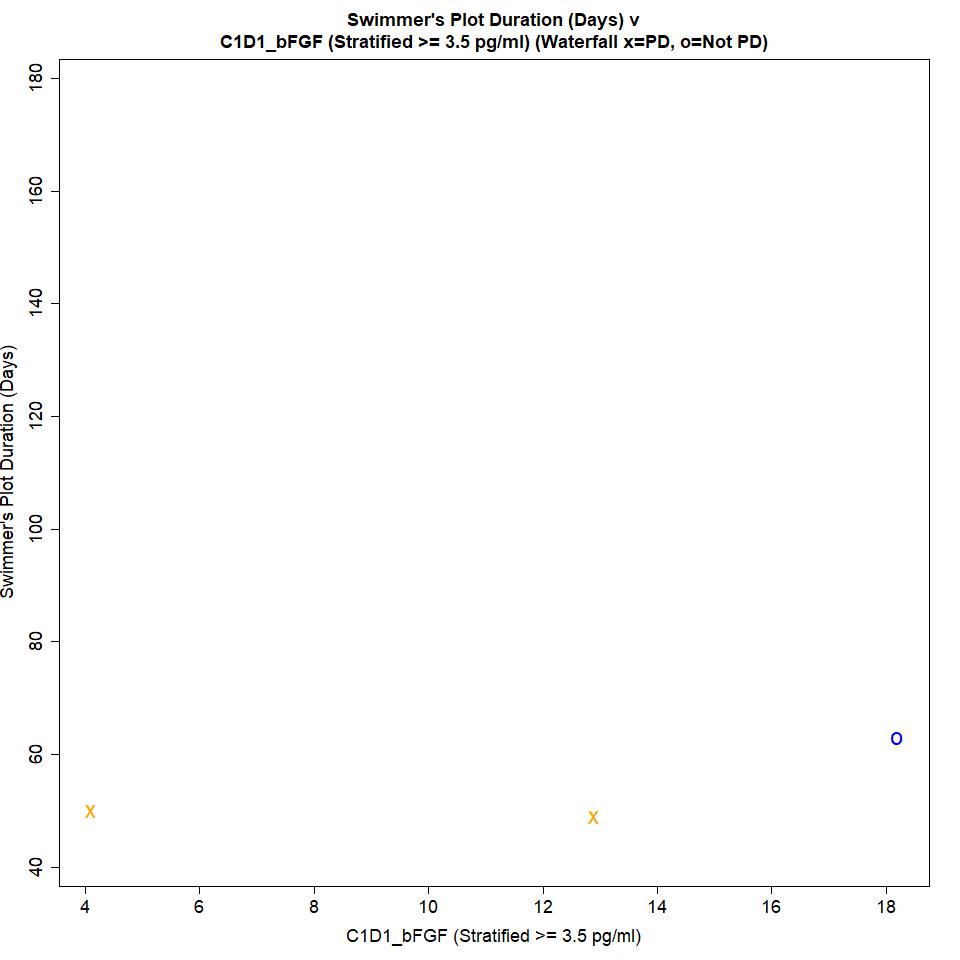 Swimmer's Plot Duration (Days) v
C1D1_bFGF (Stratified >= 3.5 pg/ml) (Waterfall x=PD, o=Not PD)
Swimmer's Plot Duration (Days)
180
160
140
120
100
80
60
40
x
x
o
4 6 8 10 12 14 16 18
C1D1_bFGF (Stratified >= 3.5 pg/ml)